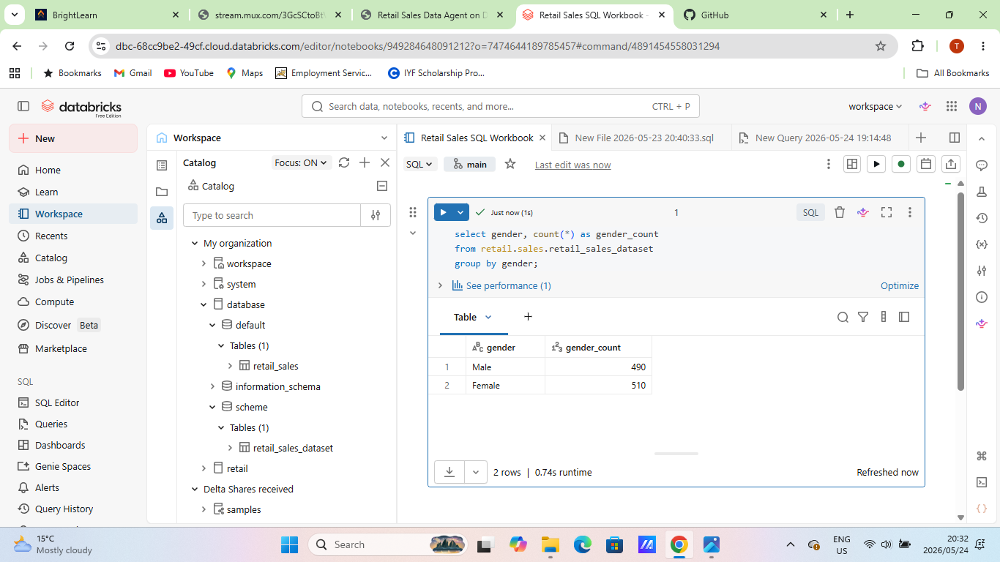 BrightLearn
stream.mux.com/3GcSCtoBt
Retail Sales Data Agent on D
Retail Sales SQL Workbook -
GitHub
dbc-68cc9be2-49cf.cloud.databricks.com/editor/notebooks/949284648091212?o=7474644189785457#command/4891454558031294
T
Bookmarks
Gmail
YouTube
Maps
Employment Servic...
IYF Scholarship Pro...
All Bookmarks
databricks
Free Edition
Search data, notebooks, recents, and more...
CTRL + P
workspace
N
New
Home
Learn
Workspace
Recents
Catalog
Jobs & Pipelines
Compute
Discover Beta
Marketplace
SQL
SQL Editor
Queries
Dashboards
Genie Spaces
Alerts
Query History
Workspace
Catalog
Focus: ON
Catalog
Type to search
My organization
workspace
system
database
default
Tables (1)
retail_sales
information_schema
scheme
Tables (1)
retail_sales_dataset
retail
Delta Shares received
samples
Retail Sales SQL Workbook
New File 2026-05-23 20:40:33.sql
New Query 2026-05-24 19:14:48
SQL
main
Last edit was now
Just now (1s)
1
SQL
select gender, count(*) as gender_count
from retail.sales.retail_sales_dataset
group by gender;
See performance (1)
Optimize
Table
gender gender_count
1 Male 490
2 Female 510
2 rows | 0.74s runtime
Refreshed now
15°C
Mostly cloudy
Search
ENG
US
20:32
2026/05/24